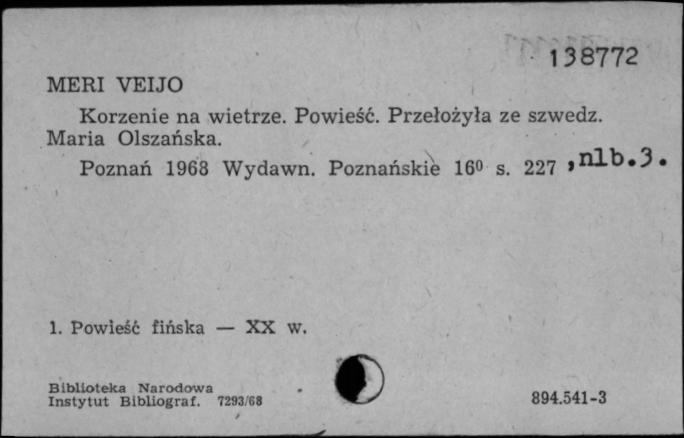 138772
MERI VEIJO
Korzenie na wietrze. Powieść. Przełożyła ze szwedz.
Maria Olszańska.
Poznań 1968 Wydawn. Poznańskie 16⁰ s. 227 , nlb. 3.
1. Powieść fińska — XX w.
Biblioteka Narodowa
Instytut Bibliograf. 7293/68
894.541-3